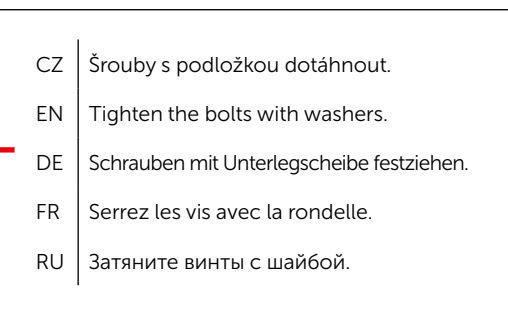 CZ Šrouby s podložkou dotáhnout.
EN Tighten the bolts with washers.
DE Schrauben mit Unterlegscheibe festziehen.
FR Serrez les vis avec la rondelle.
RU Затяните винты с шайбой.